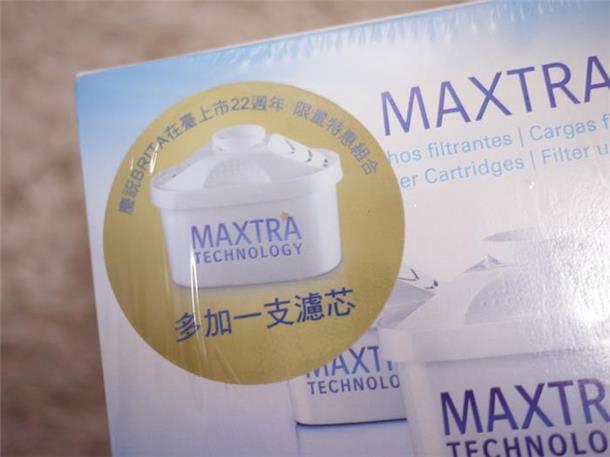 慶祝BRITA在臺上市22週年 限量特惠組合
MAXTRA
TECHNOLOGY
多加一支濾芯
MAXTRA
hos filtrantes | Cargas f
er Cartridges | Filter u
MAXT
TECHNOLO
MAXTR
TECHNOLOG